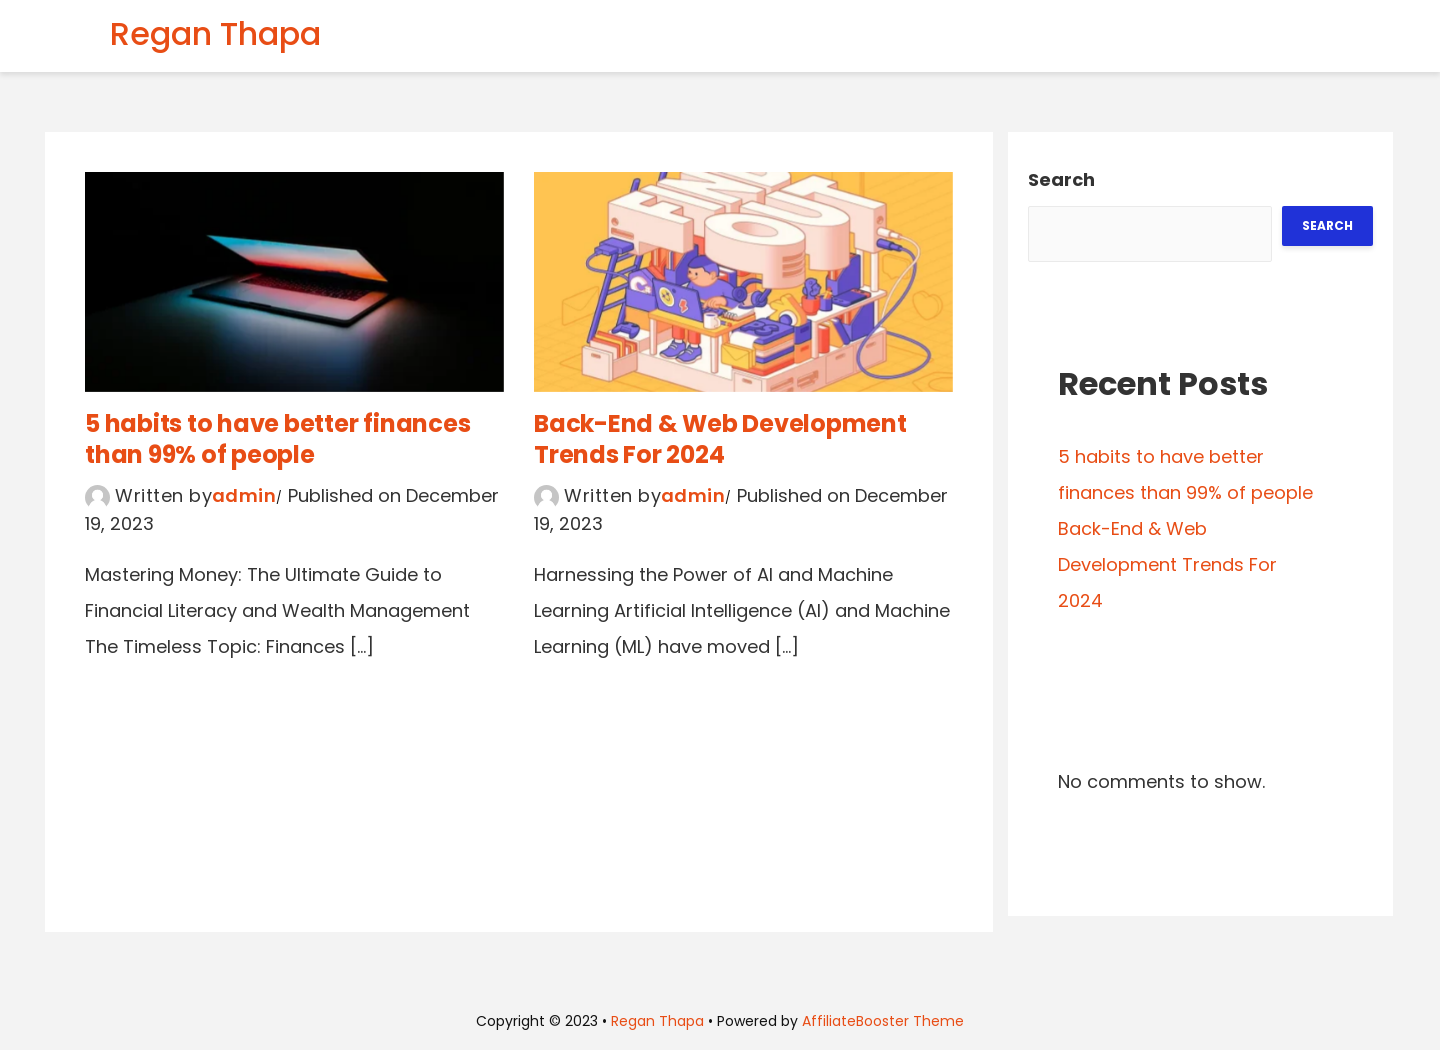 Regan Thapa
FIND
OUT
5 habits to have better finances
than 99% of people
Written byadmin/ Published on December
19, 2023
Mastering Money: The Ultimate Guide to
Financial Literacy and Wealth Management
The Timeless Topic: Finances [...]
Back-End & Web Development
Trends For 2024
Written byadmin/ Published on December
19, 2023
Harnessing the Power of AI and Machine
Learning Artificial Intelligence (AI) and Machine
Learning (ML) have moved [...]
Search
SEARCH
Recent Posts
5 habits to have better
finances than 99% of people
Back-End & Web
Development Trends For
2024
No comments to show.
Copyright © 2023 • Regan Thapa • Powered by AffiliateBooster Theme